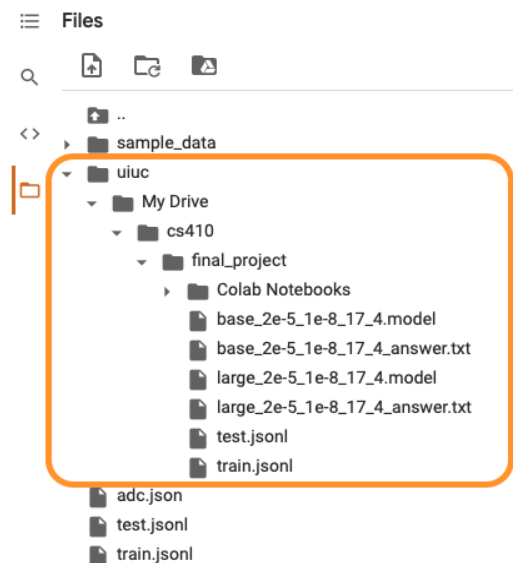 Files
..
sample_data
uiuc
My Drive
cs410
final_project
Colab Notebooks
base_2e-5_1e-8_17_4.model
base_2e-5_1e-8_17_4_answer.txt
large_2e-5_1e-8_17_4.model
large_2e-5_1e-8_17_4_answer.txt
test.jsonl
train.jsonl
adc.json
test.jsonl
train.jsonl